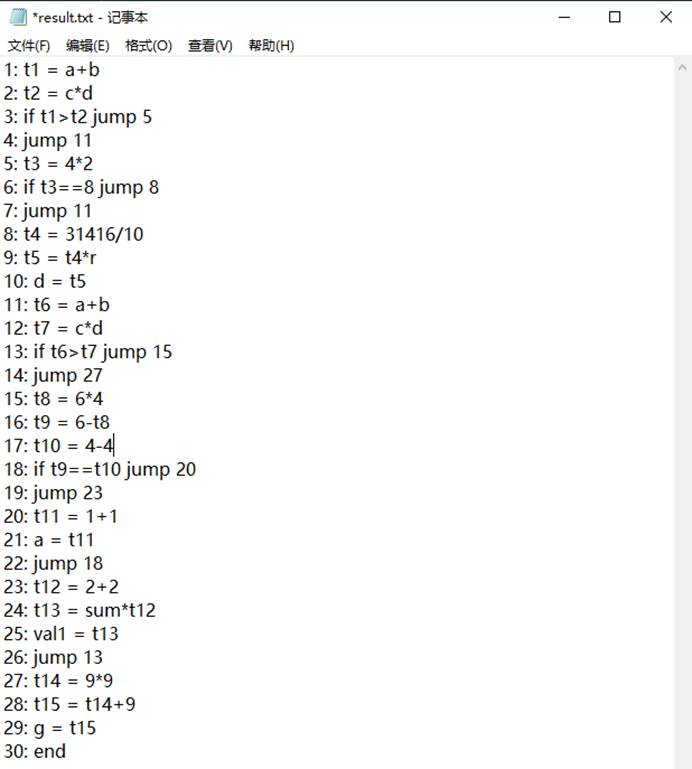 *result.txt - 记事本
文件(F) 编辑(E) 格式(O) 查看(V) 帮助(H)
1: t1 = a+b
2: t2 = c*d
3: if t1>t2 jump 5
4: jump 11
5: t3 = 4*2
6: if t3==8 jump 8
7: jump 11
8: t4 = 31416/10
9: t5 = t4*r
10: d = t5
11: t6 = a+b
12: t7 = c*d
13: if t6>t7 jump 15
14: jump 27
15: t8 = 6*4
16: t9 = 6-t8
17: t10 = 4-4
18: if t9==t10 jump 20
19: jump 23
20: t11 = 1+1
21: a = t11
22: jump 18
23: t12 = 2+2
24: t13 = sum*t12
25: val1 = t13
26: jump 13
27: t14 = 9*9
28: t15 = t14+9
29: g = t15
30: end